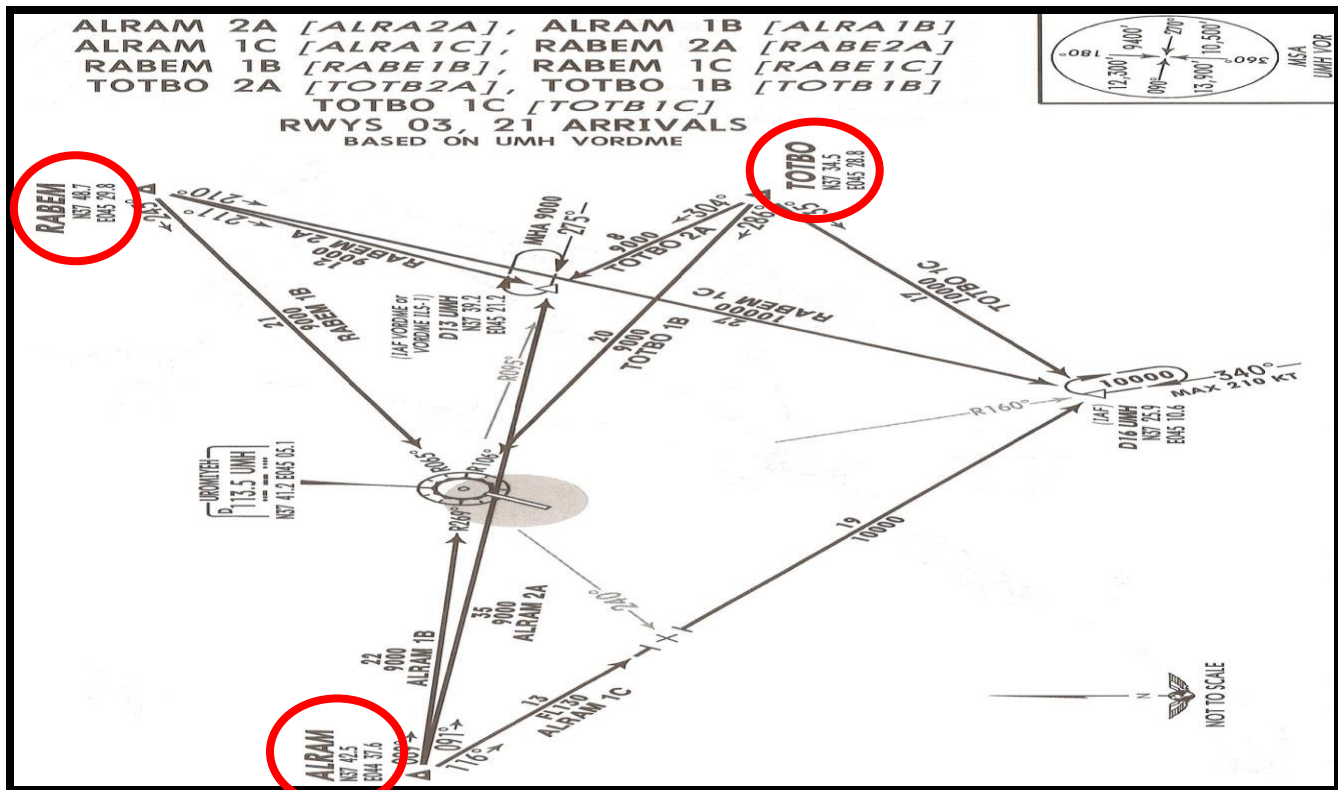 ALRAM 2A [ALRA2A], ALRAM 1B [ALRA1B]
ALRAM 1C [ALRA1C], RABEM 2A [RABE2A]
RABEM 1B [RABE1B], RABEM 1C [RABE1C]
TOTBO 2A [TOTB2A], TOTBO 1B [TOTB1B]
TOTBO 1C [TOTB1C]
RWYS 03, 21 ARRIVALS
BASED ON UMH VORDME
MSA
UMH VOR
270°
9400'
10,500'
180°
360°
12,300'
13,900'
090°
RABEM
N37 48.7
E045 29.8
←210°
←211°
12
9000
RABEM 2A
21
9000
RABEM 1B
MHA 9000
275°
(IAF VORDME or
VORDME ILS-1)
D13 UMH
N37 39.2
E045 21.2
TOTBO
N37 34.5
E045 28.8
←304°
←286°
8
9000
TOTBO 2A
20
9000
TOTBO 1B
17
10000
TOTBO 1C
27
10000
RABEM 1C
10000
340°
MAX 210 KT
(IAF)
D16 UMH
N37 25.9
E045 10.6
R160°
R095°
R065°
R106°
R269°
UROMIYEH
D 113.5 UMH
N37 41.2 E045 05.1
240°
19
10000
22
9000
ALRAM 1B
35
9000
ALRAM 2A
13
FL130
ALRAM 1C
ALRAM
N37 42.5
E044 37.6
091°→
116°→
N
NOT TO SCALE